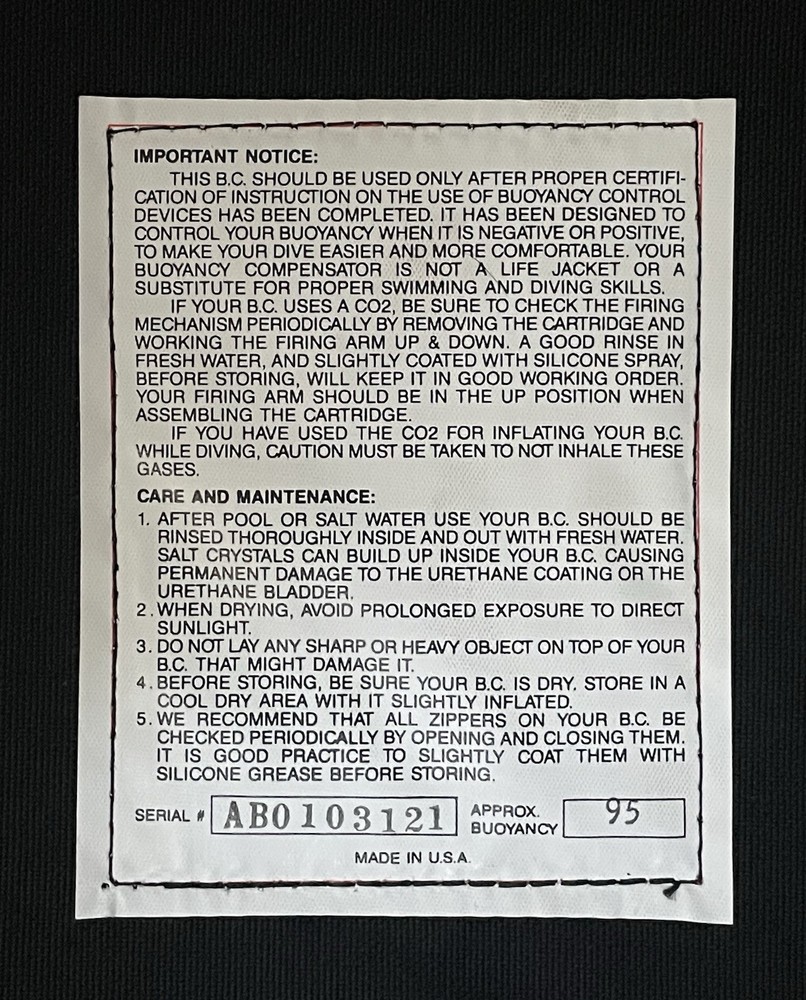 IMPORTANT NOTICE:
THIS B.C. SHOULD BE USED ONLY AFTER PROPER CERTIFI-
CATION OF INSTRUCTION ON THE USE OF BUOYANCY CONTROL
DEVICES HAS BEEN COMPLETED. IT HAS BEEN DESIGNED TO
CONTROL YOUR BUOYANCY WHEN IT IS NEGATIVE OR POSITIVE,
TO MAKE YOUR DIVE EASIER AND MORE COMFORTABLE. YOUR
BUOYANCY COMPENSATOR IS NOT A LIFE JACKET OR A
SUBSTITUTE FOR PROPER SWIMMING AND DIVING SKILLS.
IF YOUR B.C. USES A CO2, BE SURE TO CHECK THE FIRING
MECHANISM PERIODICALLY BY REMOVING THE CARTRIDGE AND
WORKING THE FIRING ARM UP & DOWN. A GOOD RINSE IN
FRESH WATER, AND SLIGHTLY COATED WITH SILICONE SPRAY,
BEFORE STORING, WILL KEEP IT IN GOOD WORKING ORDER.
YOUR FIRING ARM SHOULD BE IN THE UP POSITION WHEN
ASSEMBLING THE CARTRIDGE.
IF YOU HAVE USED THE CO2 FOR INFLATING YOUR B.C.
WHILE DIVING, CAUTION MUST BE TAKEN TO NOT INHALE THESE
GASES.
CARE AND MAINTENANCE:
1. AFTER POOL OR SALT WATER USE YOUR B.C. SHOULD BE
RINSED THOROUGHLY INSIDE AND OUT WITH FRESH WATER.
SALT CRYSTALS CAN BUILD UP INSIDE YOUR B.C. CAUSING
PERMANENT DAMAGE TO THE URETHANE COATING OR THE
URETHANE BLADDER.
2. WHEN DRYING, AVOID PROLONGED EXPOSURE TO DIRECT
SUNLIGHT.
3. DO NOT LAY ANY SHARP OR HEAVY OBJECT ON TOP OF YOUR
B.C. THAT MIGHT DAMAGE IT.
4. BEFORE STORING, BE SURE YOUR B.C. IS DRY. STORE IN A
COOL DRY AREA WITH IT SLIGHTLY INFLATED.
5. WE RECOMMEND THAT ALL ZIPPERS ON YOUR B.C. BE
CHECKED PERIODICALLY BY OPENING AND CLOSING THEM.
IT IS GOOD PRACTICE TO SLIGHTLY COAT THEM WITH
SILICONE GREASE BEFORE STORING.
SERIAL # AB0103121 APPROX. BUOYANCY 95
MADE IN U.S.A.